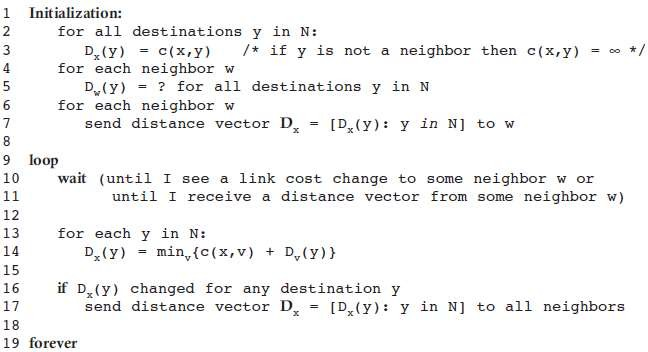 1 Initialization:
2 for all destinations y in N:
3 Dx(y) = c(x,y) /* if y is not a neighbor then c(x,y) = ∞ */
4 for each neighbor w
5 Dw(y) = ? for all destinations y in N
6 for each neighbor w
7 send distance vector Dx = [Dx(y): y in N] to w
8
9 loop
10 wait (until I see a link cost change to some neighbor w or
11 until I receive a distance vector from some neighbor w)
12
13 for each y in N:
14 Dx(y) = minv{c(x,v) + Dv(y)}
15
16 if Dx(y) changed for any destination y
17 send distance vector Dx = [Dx(y): y in N] to all neighbors
18
19 forever